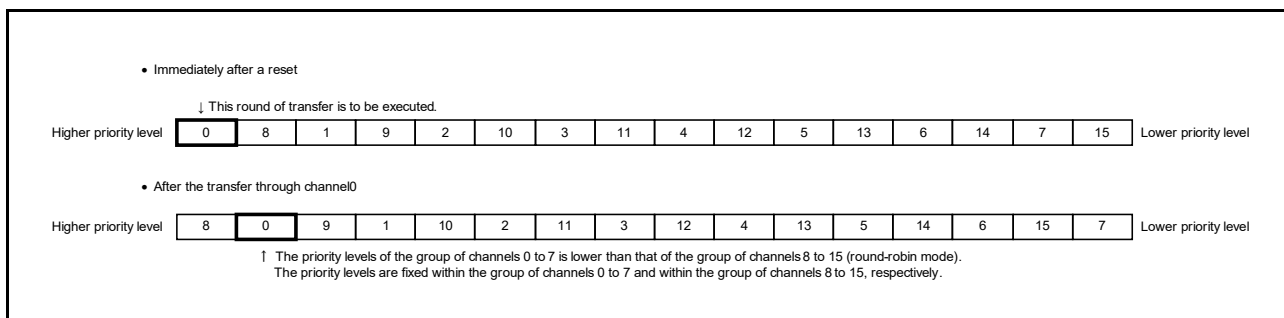 • Immediately after a reset
↓ This round of transfer is to be executed.
Higher priority level 0 8 1 9 2 10 3 11 4 12 5 13 6 14 7 15 Lower priority level
• After the transfer through channel0
Higher priority level 8 0 9 1 10 2 11 3 12 4 13 5 14 6 15 7 Lower priority level
↑ The priority levels of the group of channels 0 to 7 is lower than that of the group of channels 8 to 15 (round-robin mode).
The priority levels are fixed within the group of channels 0 to 7 and within the group of channels 8 to 15, respectively.